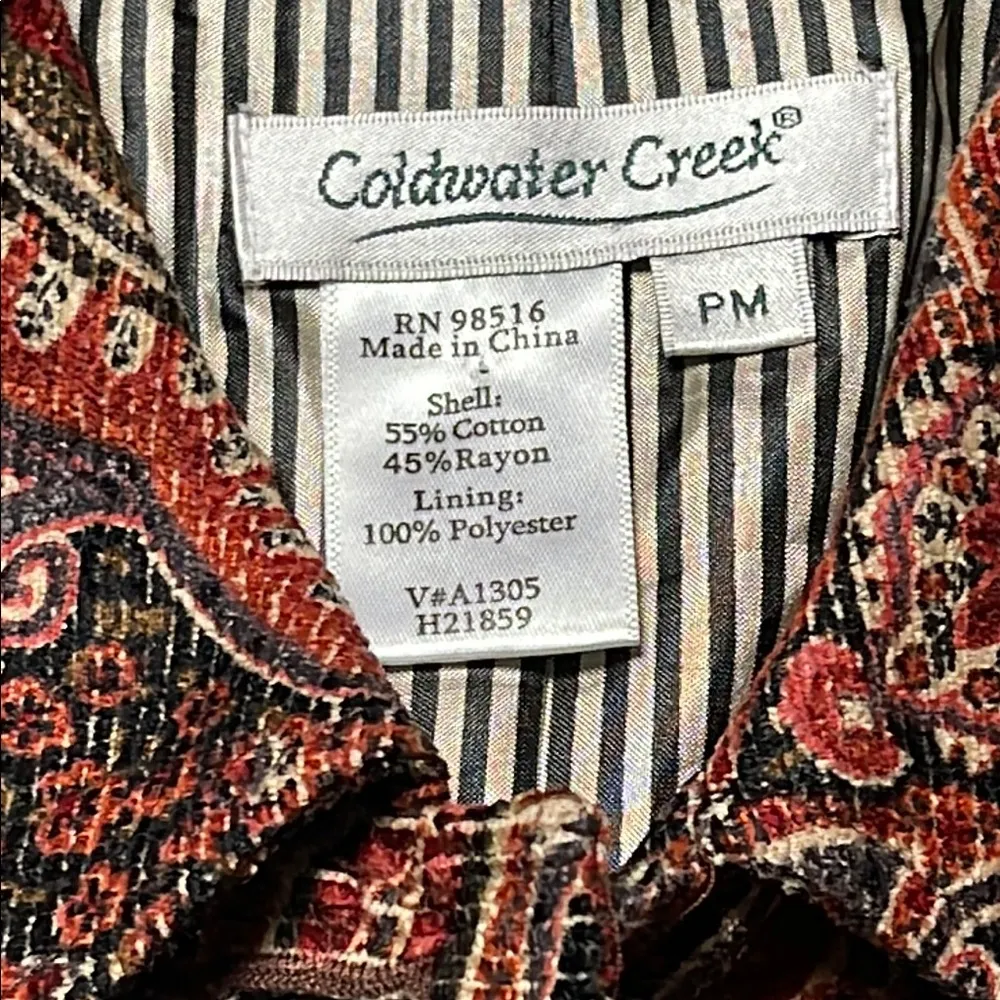 Coldwater Creek®
PM
RN 98516
Made in China
Shell:
55% Cotton
45% Rayon
Lining:
100% Polyester
V#A1305
H21859